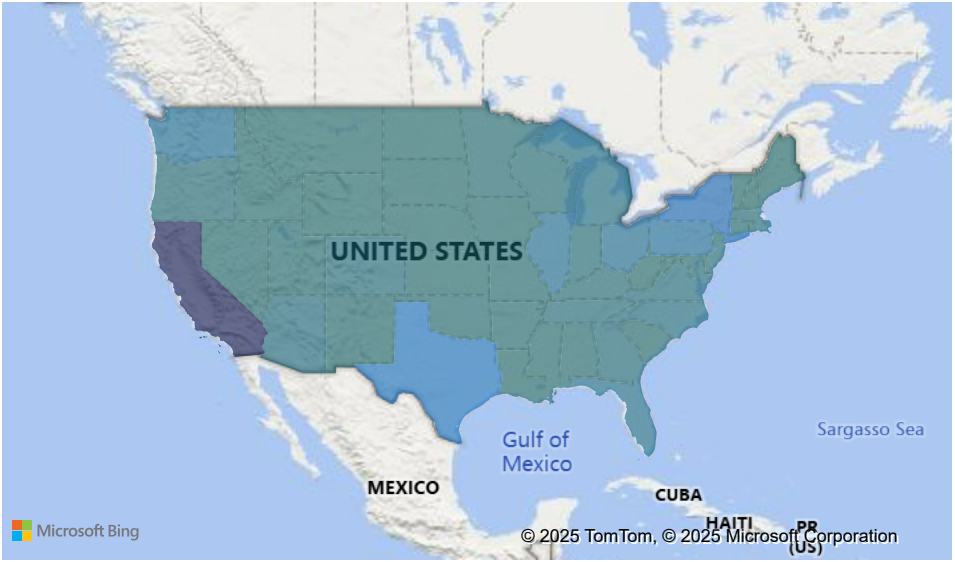 UNITED STATES
Sargasso Sea
Gulf of
Mexico
MEXICO
CUBA
HAITI
PR
(US)
Microsoft Bing
© 2025 TomTom, © 2025 Microsoft Corporation